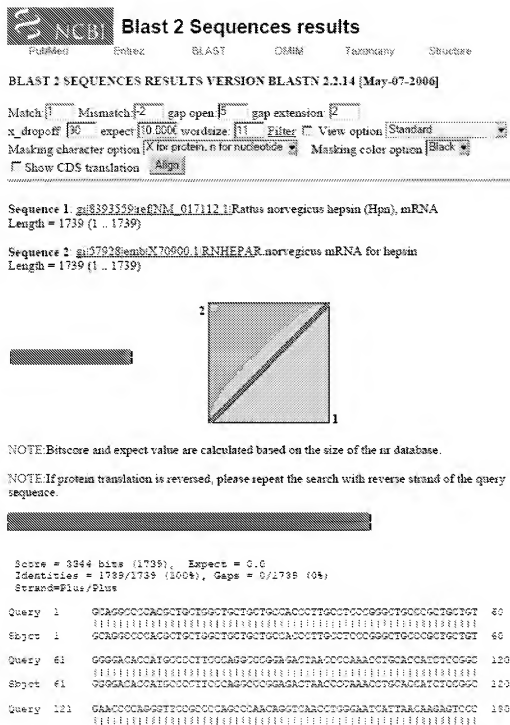 NCBI Blast 2 Sequences results
PubMed Entrez BLAST OMIM Taxonomy Structure
BLAST 2 SEQUENCES RESULTS VERSION BLASTN 2.2.14 [May-07-2006]
Match: 1 Mismatch: -2 gap open: 5 gap extension: 2
x_dropoff: 30 expect: 10.000 wordsize: 11 Filter View option Standard
Masking character option X for protein, n for nucleotide Masking color option Black
Show CDS translation Align
Sequence 1: gi|8393559|ref|NM_017112.1| Rattus norvegicus hepsin (Hpn), mRNA
Length = 1739 (1 .. 1739)
Sequence 2: gi|57928|emb|X70900.1|RNHEPA R.norvegicus mRNA for hepsin
Length = 1739 (1 .. 1739)
2
1
NOTE:Bitscore and expect value are calculated based on the size of the nr database.
NOTE:If protein translation is reversed, please repeat the search with reverse strand of the query
sequence.
Score = 3344 bits (1739), Expect = 0.0
Identities = 1739/1739 (100%), Gaps = 0/1739 (0%)
Strand=Plus/Plus
Query 1 60
Sbjct 1 60
Query 61 120
Sbjct 61 120
Query 121 180